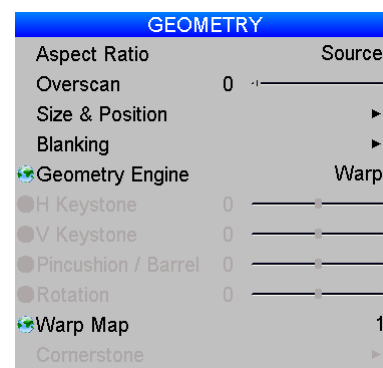 GEOMETRY
Aspect Ratio Source
Overscan 0
Size & Position
Blanking
Geometry Engine Warp
H Keystone 0
V Keystone 0
Pincushion / Barrel 0
Rotation 0
Warp Map 1
Cornerstone